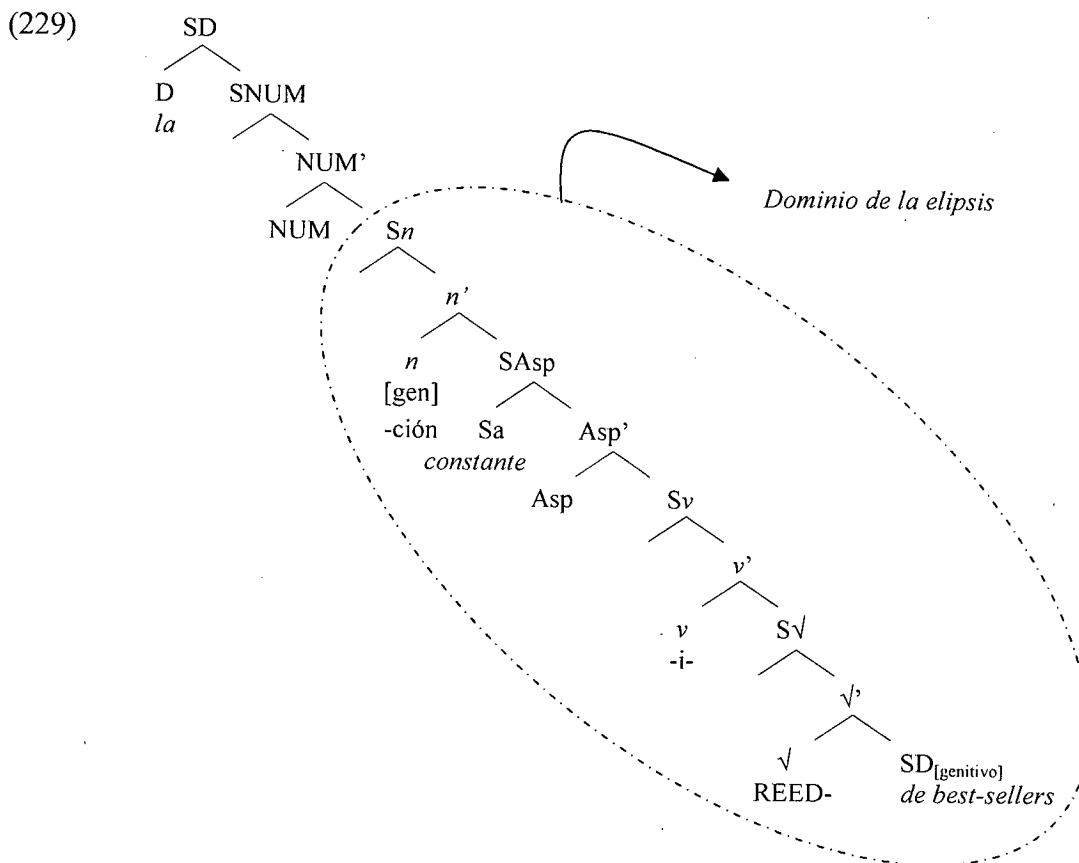 (229)
SD
D SNUM
la
NUM’
Dominio de la elipsis
NUM Sn
n’
n SAsp
[gen]
-ción Sa Asp’
constante
Asp Sv
v’
v S√
-i-
√’
√ SD[genitivo]
REED- de best-sellers